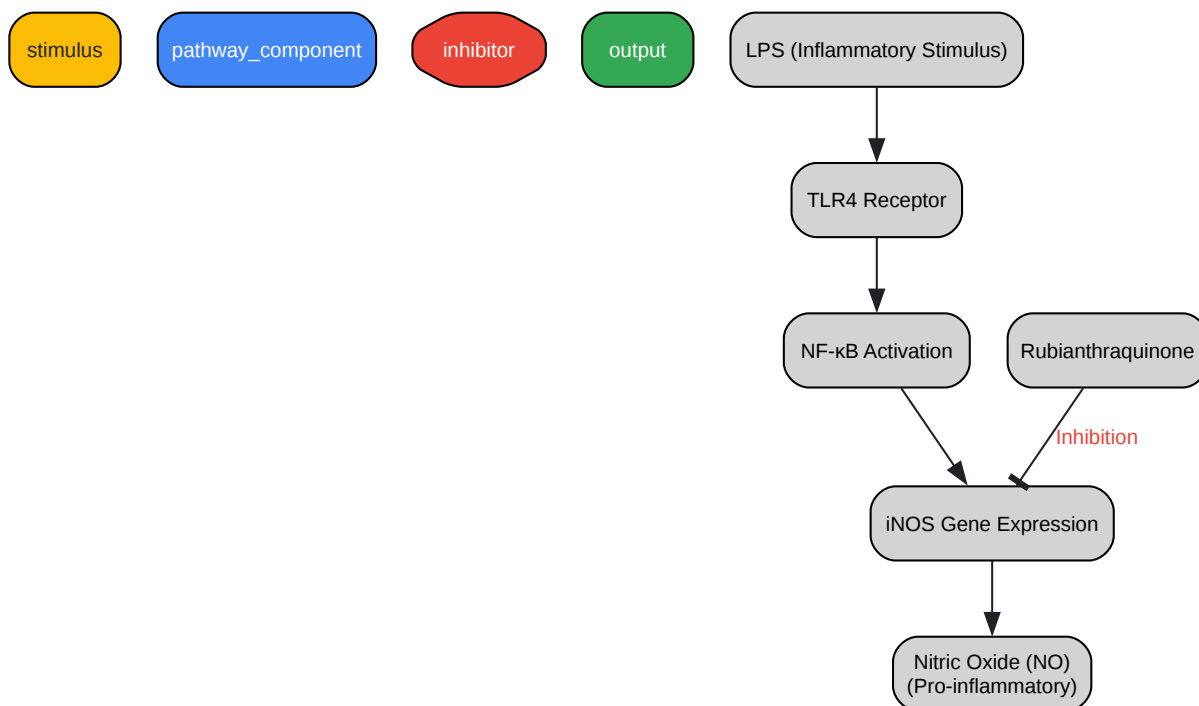 stimulus
pathway_component
inhibitor
output
LPS (Inflammatory Stimulus)
TLR4 Receptor
NF-κB Activation
Rubianthraquinone
Inhibition
iNOS Gene Expression
Nitric Oxide (NO)
(Pro-inflammatory)